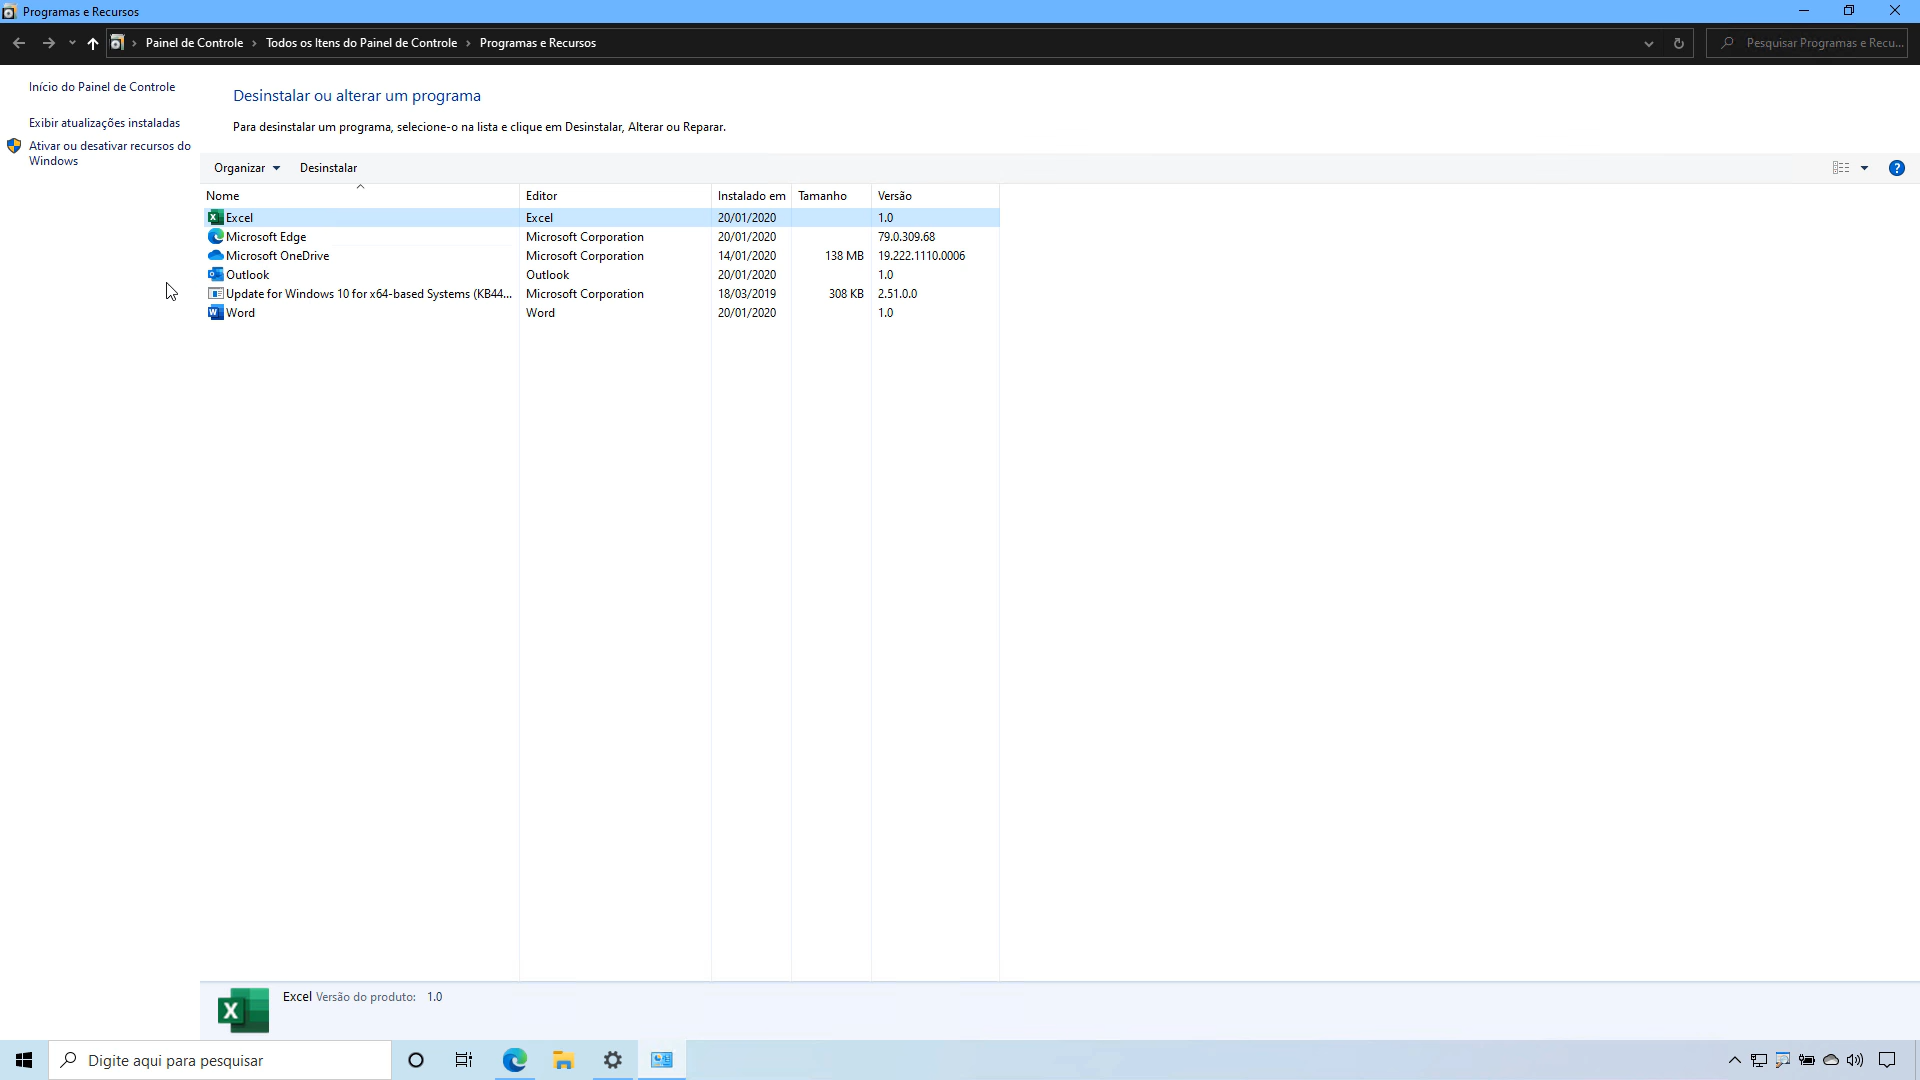 Programas e Recursos
Painel de Controle > Todos os Itens do Painel de Controle > Programas e Recursos
Pesquisar Programas e Recu...
Início do Painel de Controle
Exibir atualizações instaladas
Ativar ou desativar recursos do
Windows
Desinstalar ou alterar um programa
Para desinstalar um programa, selecione-o na lista e clique em Desinstalar, Alterar ou Reparar.
Organizar Desinstalar
Nome Editor Instalado em Tamanho Versão
Excel Excel 20/01/2020 1.0
Microsoft Edge Microsoft Corporation 20/01/2020 79.0.309.68
Microsoft OneDrive Microsoft Corporation 14/01/2020 138 MB 19.222.1110.0006
Outlook Outlook 20/01/2020 1.0
Update for Windows 10 for x64-based Systems (KB44... Microsoft Corporation 18/03/2019 308 KB 2.51.0.0
Word Word 20/01/2020 1.0
Excel Versão do produto: 1.0
Digite aqui para pesquisar